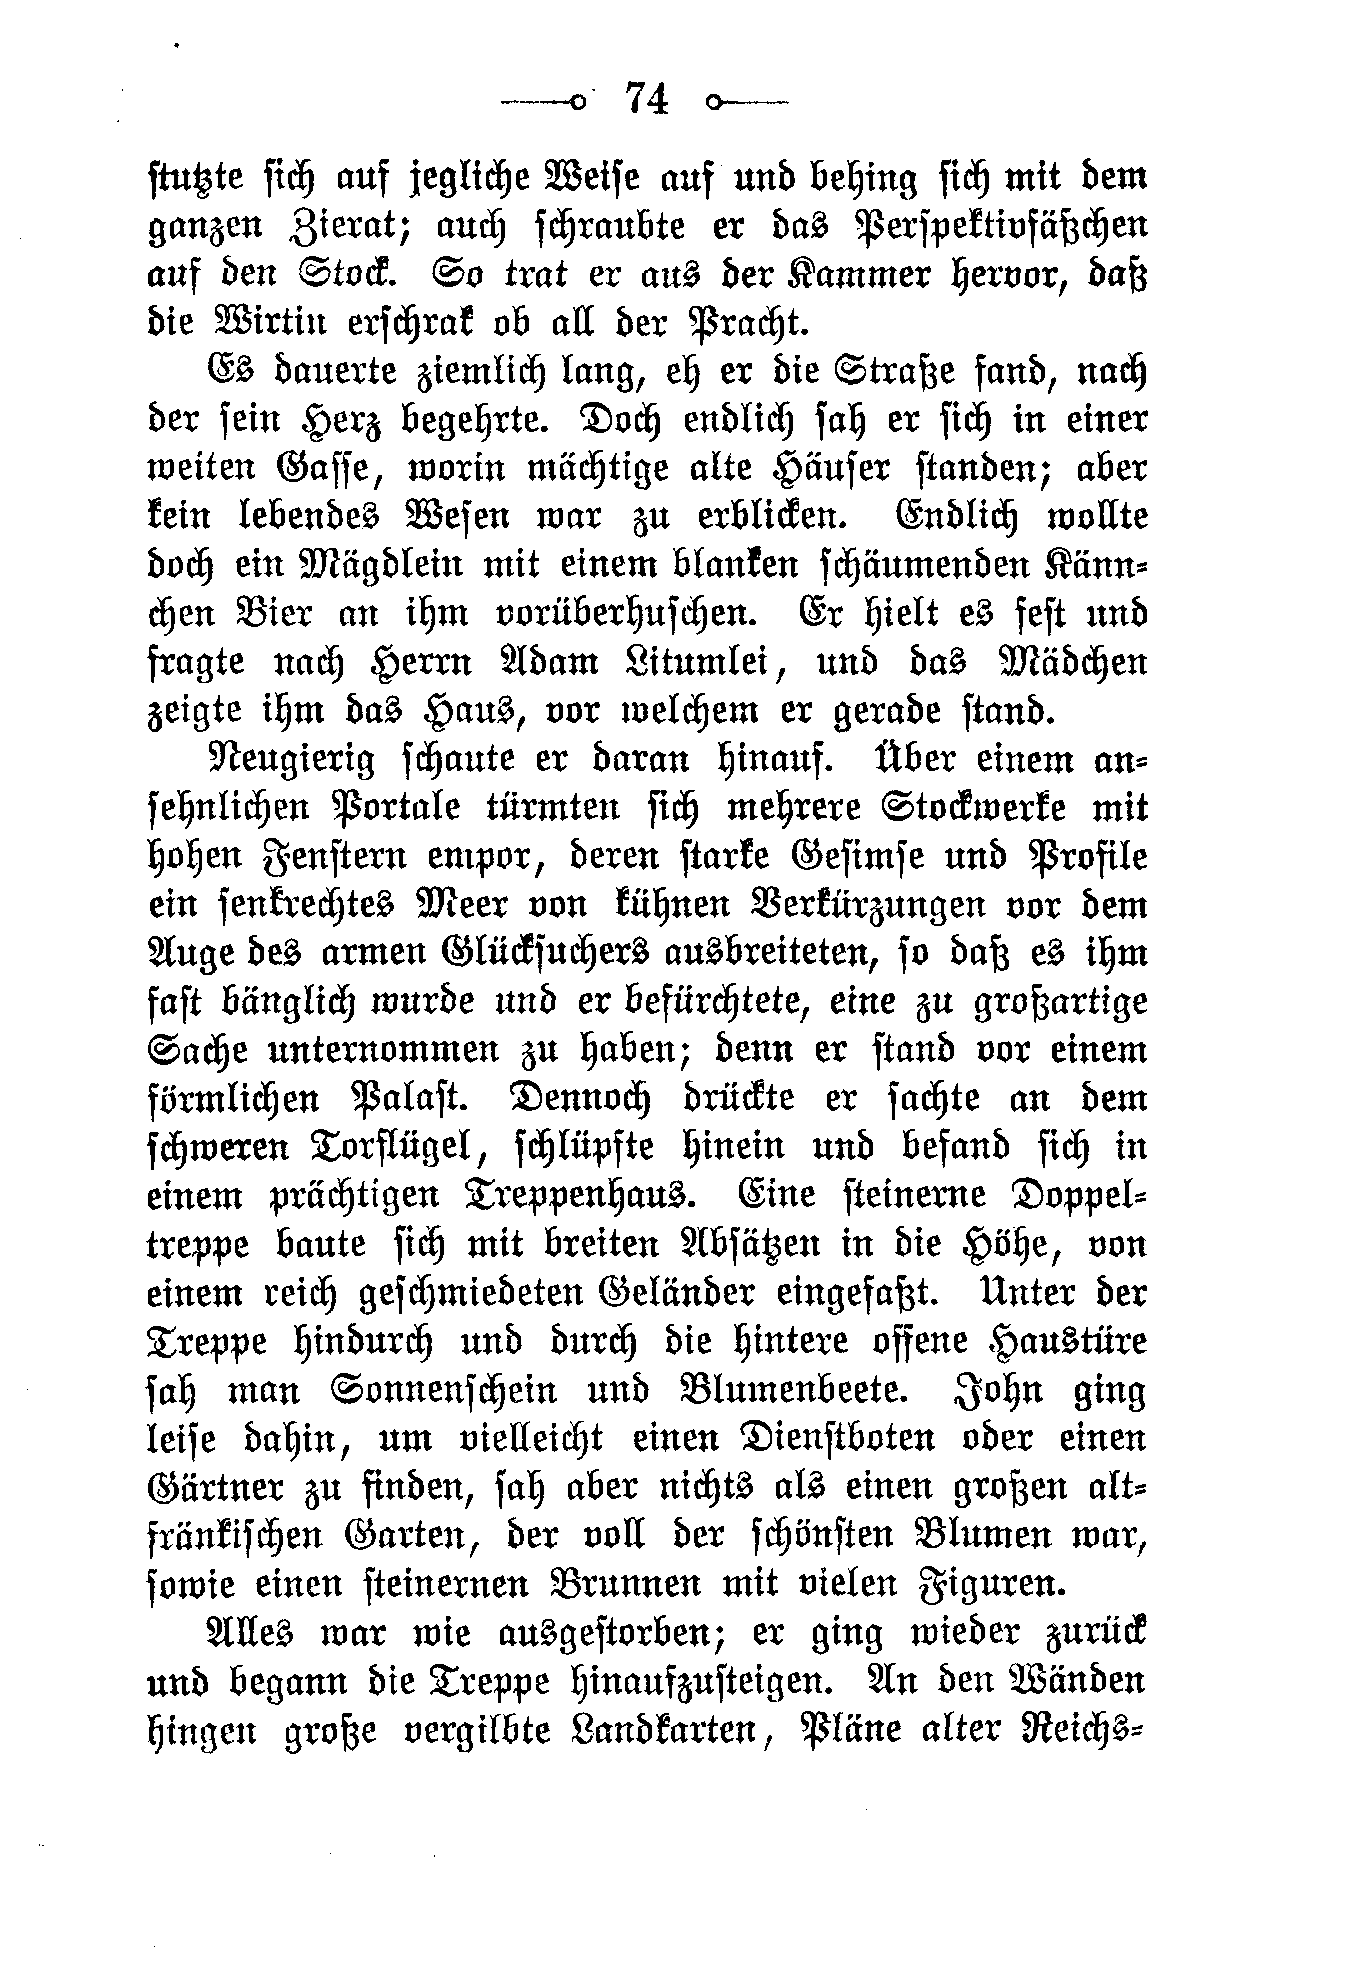 74
stutzte sich auf jegliche Weise auf und behing sich mit dem
ganzen Zierat; auch schraubte er das Perspektivfäßchen
auf den Stock. So trat er aus der Kammer hervor, daß
die Wirtin erschrak ob all der Pracht.
Es dauerte ziemlich lang, eh er die Straße fand, nach
der sein Herz begehrte. Doch endlich sah er sich in einer
weiten Gasse, worin mächtige alte Häuser standen; aber
kein lebendes Wesen war zu erblicken. Endlich wollte
doch ein Mägdlein mit einem blanken schäumenden Känn-
chen Bier an ihm vorüberhuschen. Er hielt es fest und
fragte nach Herrn Adam Litumlei, und das Mädchen
zeigte ihm das Haus, vor welchem er gerade stand.
Neugierig schaute er daran hinauf. Über einem an-
sehnlichen Portale türmten sich mehrere Stockwerke mit
hohen Fenstern empor, deren starke Gesimse und Profile
ein senkrechtes Meer von kühnen Verkürzungen vor dem
Auge des armen Glücksuchers ausbreiteten, so daß es ihm
fast bänglich wurde und er befürchtete, eine zu großartige
Sache unternommen zu haben; denn er stand vor einem
förmlichen Palast. Dennoch drückte er sachte an dem
schweren Torflügel, schlüpfte hinein und befand sich in
einem prächtigen Treppenhaus. Eine steinerne Doppel-
treppe baute sich mit breiten Absätzen in die Höhe, von
einem reich geschmiedeten Geländer eingefaßt. Unter der
Treppe hindurch und durch die hintere offene Haustüre
sah man Sonnenschein und Blumenbeete. John ging
leise dahin, um vielleicht einen Dienstboten oder einen
Gärtner zu finden, sah aber nichts als einen großen alt-
fränkischen Garten, der voll der schönsten Blumen war,
sowie einen steinernen Brunnen mit vielen Figuren.
Alles war wie ausgestorben; er ging wieder zurück
und begann die Treppe hinaufzusteigen. An den Wänden
hingen große vergilbte Landkarten, Pläne alter Reichs-